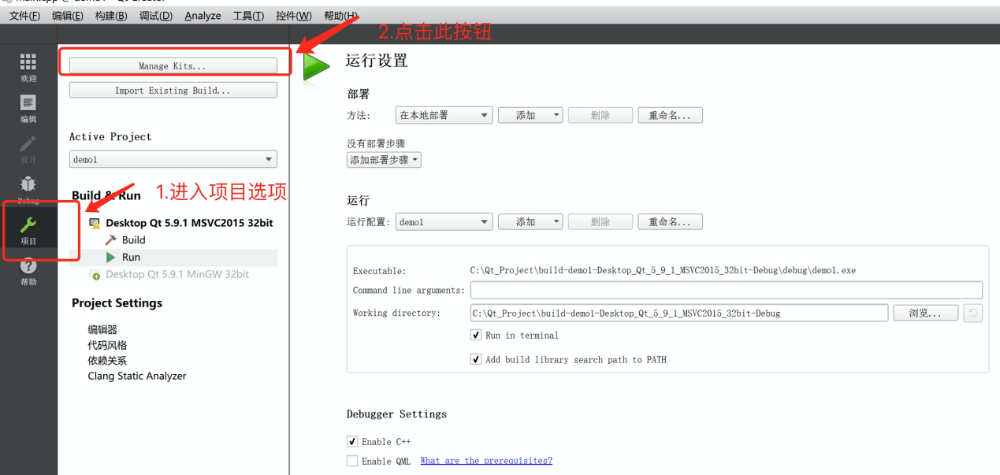 文件(F) 编辑(E) 构建(B) 调试(D) Analyze 工具(T) 控件(W) 帮助(H)
2.点击此按钮
欢迎
编辑
设计
Debug
项目
帮助
Manage Kits...
Import Existing Build...
Active Project
demo1
Build & Run
1.进入项目选项
Desktop Qt 5.9.1 MSVC2015 32bit
Build
Run
Desktop Qt 5.9.1 MinGW 32bit
Project Settings
编辑器
代码风格
依赖关系
Clang Static Analyzer
运行设置
部署
方法: 在本地部署 添加 删除 重命名...
没有部署步骤
添加部署步骤
运行
运行配置: demo1 添加 删除 重命名...
Executable: C:\Qt_Project\build-demo1-Desktop_Qt_5_9_1_MSVC2015_32bit-Debug\debug\demo1.exe
Command line arguments:
Working directory: C:\Qt_Project\build-demo1-Desktop_Qt_5_9_1_MSVC2015_32bit-Debug 浏览...
Run in terminal
Add build library search path to PATH
Debugger Settings
Enable C++
Enable QML What are the prerequisites?